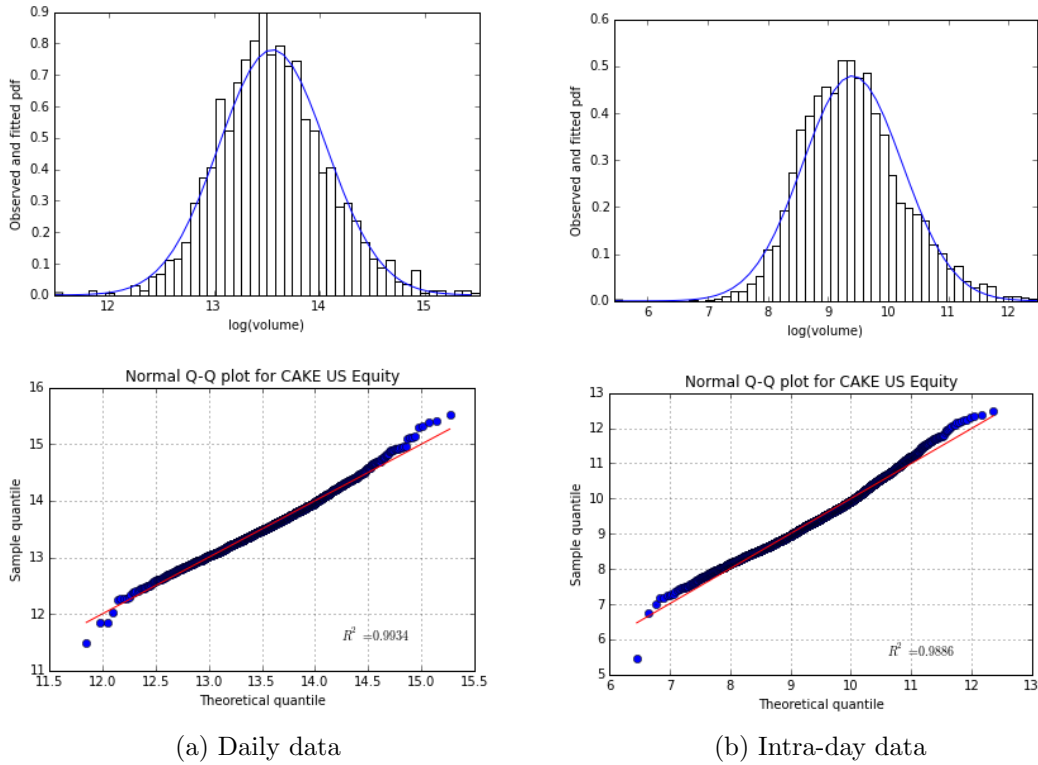 0.9
0.8
0.7
0.6
0.5
0.4
0.3
0.2
0.1
0.0
Observed and fitted pdf
12 13 14 15
log(volume)
0.6
0.5
0.4
0.3
0.2
0.1
0.0
Observed and fitted pdf
6 7 8 9 10 11 12
log(volume)
Normal Q-Q plot for CAKE US Equity
16
15
14
13
12
11
Sample quantile
R² =0.9934
11.5 12.0 12.5 13.0 13.5 14.0 14.5 15.0 15.5
Theoretical quantile
Normal Q-Q plot for CAKE US Equity
13
12
11
10
9
8
7
6
5
Sample quantile
R² =0.9886
6 7 8 9 10 11 12 13
Theoretical quantile
(a) Daily data
(b) Intra-day data